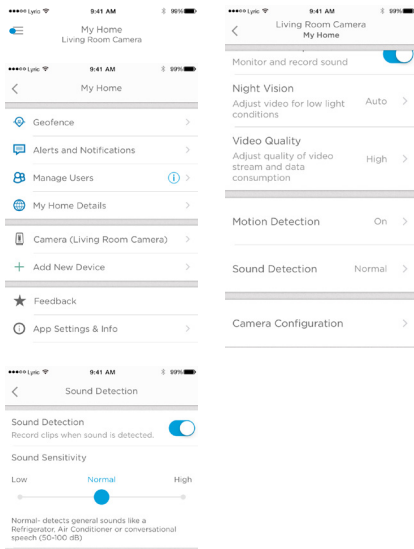 Lyric 9:41 AM 99%
My Home
Living Room Camera
Lyric 9:41 AM 99%
My Home
Geofence
Alerts and Notifications
Manage Users
My Home Details
Camera (Living Room Camera)
Add New Device
Feedback
App Settings & Info
Lyric 9:41 AM 99%
Sound Detection
Sound Detection
Record clips when sound is detected.
Sound Sensitivity
Low Normal High
Normal- detects general sounds like a
Refrigerator, Air Conditioner or conversational
speech (50-100 dB)
Lyric 9:41 AM 99%
Living Room Camera
My Home
Monitor and record sound
Night Vision
Adjust video for low light
conditions
Auto
Video Quality
Adjust quality of video
stream and data
consumption
High
Motion Detection On
Sound Detection Normal
Camera Configuration